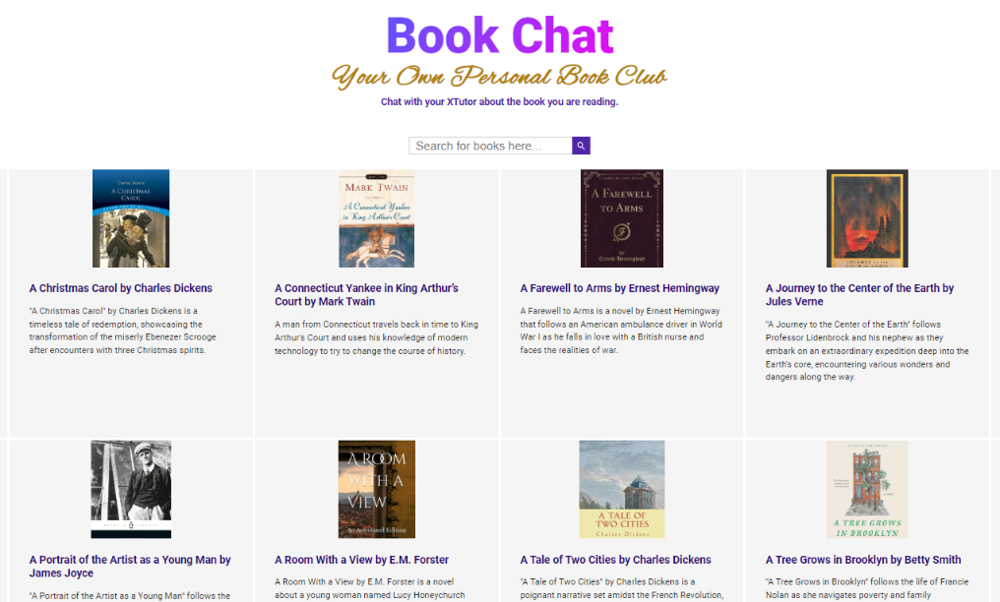 Book Chat
Your Own Personal Book Club
Chat with your XTutor about the book you are reading.
Search for books here...
Charles Dickens
A CHRISTMAS
CAROL
MARK TWAIN
A Connecticut Yankee
in King Arthur's Court
A FAREWELL
TO ARMS
F
by
Ernest Hemingway
JOURNEY TO THE
A Christmas Carol by Charles Dickens
"A Christmas Carol" by Charles Dickens is a
timeless tale of redemption, showcasing the
transformation of the miserly Ebenezer Scrooge
after encounters with three Christmas spirits.
A Connecticut Yankee in King Arthur's
Court by Mark Twain
A man from Connecticut travels back in time to King
Arthur's Court and uses his knowledge of modern
technology to try to change the course of history.
A Farewell to Arms by Ernest Hemingway
A Farewell to Arms is a novel by Ernest Hemingway
that follows an American ambulance driver in World
War I as he falls in love with a British nurse and
faces the realities of war.
A Journey to the Center of the Earth by
Jules Verne
"A Journey to the Center of the Earth" follows
Professor Lidenbrock and his nephew as they
embark on an extraordinary expedition deep into the
Earth's core, encountering various wonders and
dangers along the way.
A ROOM
WITH A
VIEW
An Annotated Edition
A TALE OF
TWO CITIES
Charles Dickens
A TREE GROWS
IN BROOKLYN
A Portrait of the Artist as a Young Man by
James Joyce
"A Portrait of the Artist as a Young Man" follows the
A Room With a View by E.M. Forster
A Room With a View by E.M. Forster is a novel
about a young woman named Lucy Honeychurch
A Tale of Two Cities by Charles Dickens
"A Tale of Two Cities" by Charles Dickens is a
poignant narrative set amidst the French Revolution,
A Tree Grows in Brooklyn by Betty Smith
"A Tree Grows in Brooklyn" follows the life of Francie
Nolan as she navigates poverty and family